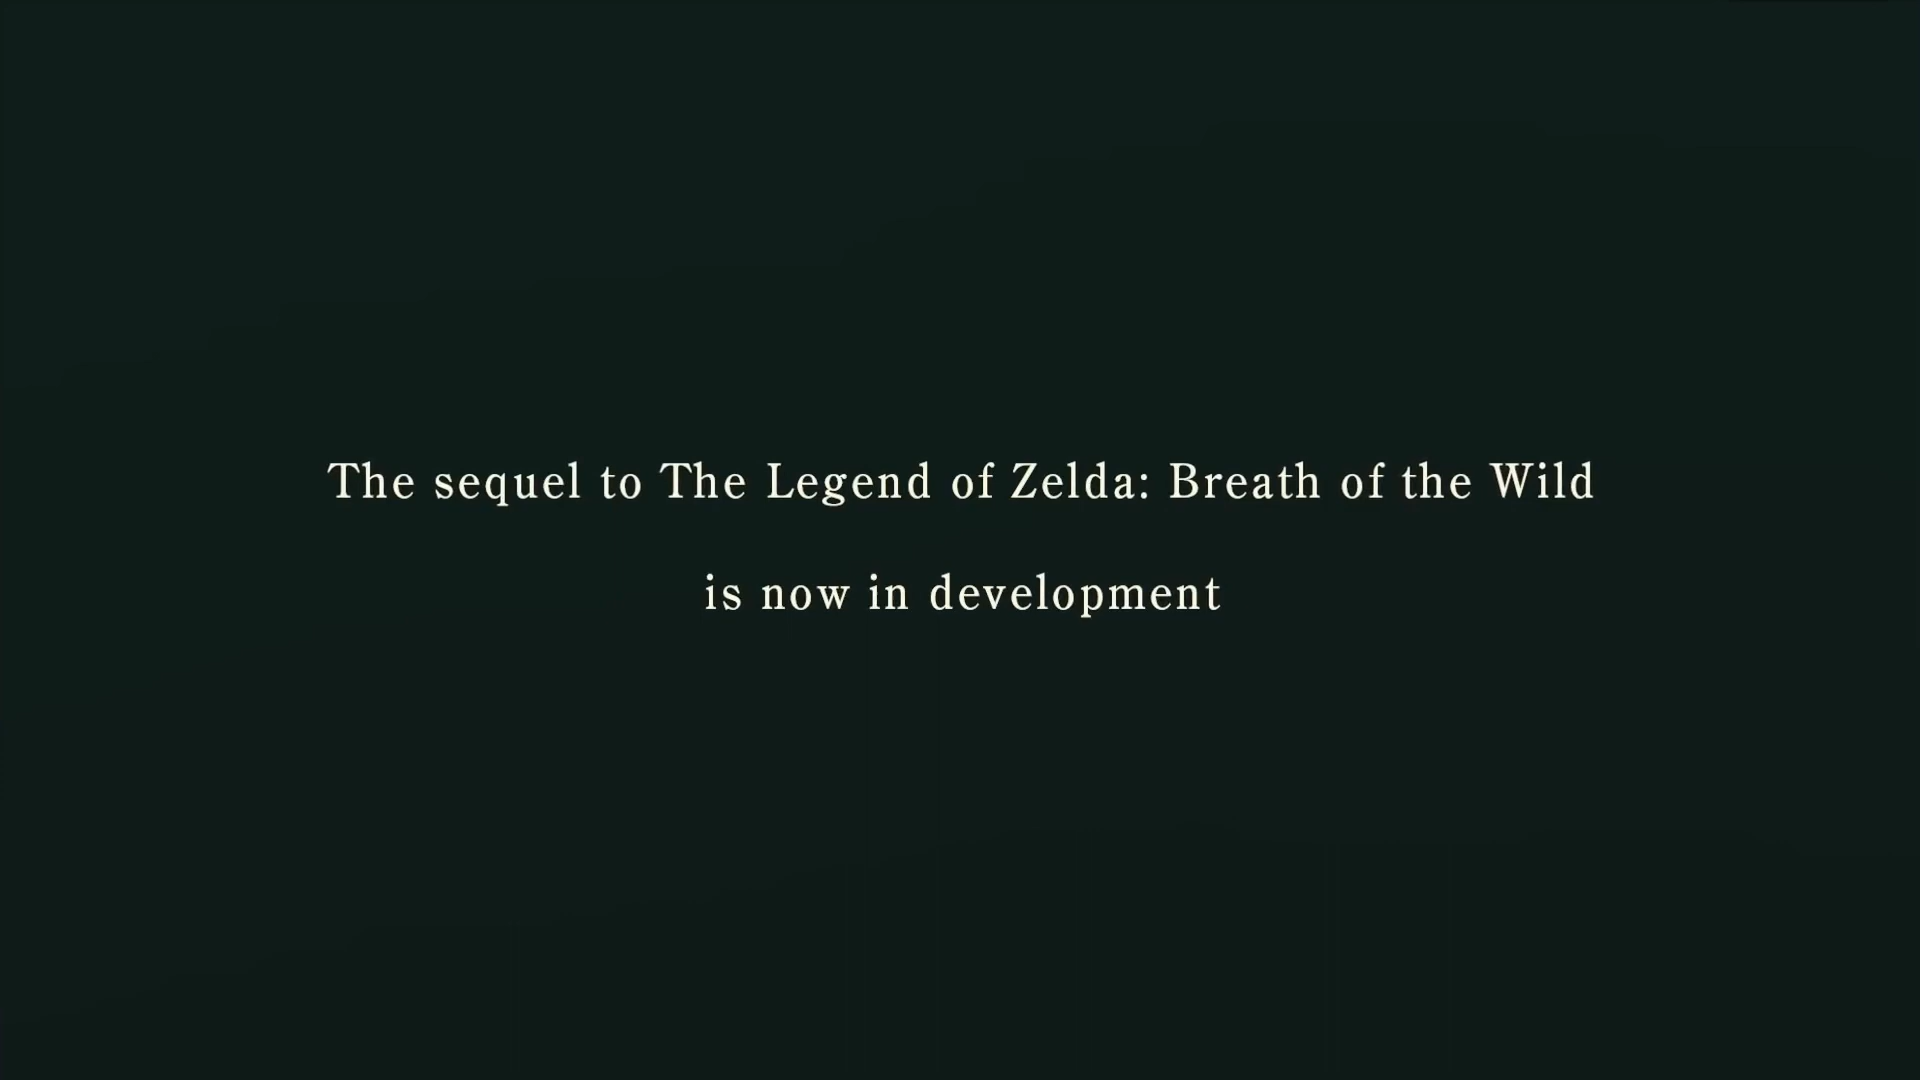 The sequel to The Legend of Zelda: Breath of the Wild
is now in development